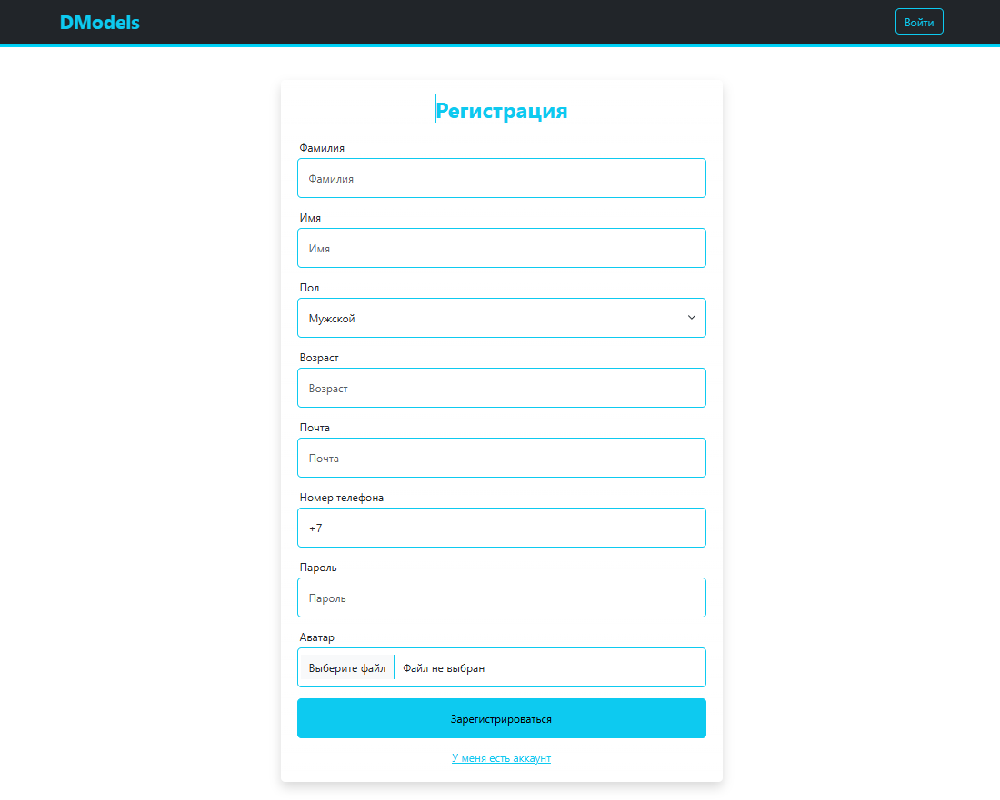 DModels
Войти
Регистрация
Фамилия
Фамилия
Имя
Имя
Пол
Мужской
Возраст
Возраст
Почта
Почта
Номер телефона
+7
Пароль
Пароль
Аватар
Выберите файл Файл не выбран
Зарегистрироваться
У меня есть аккаунт